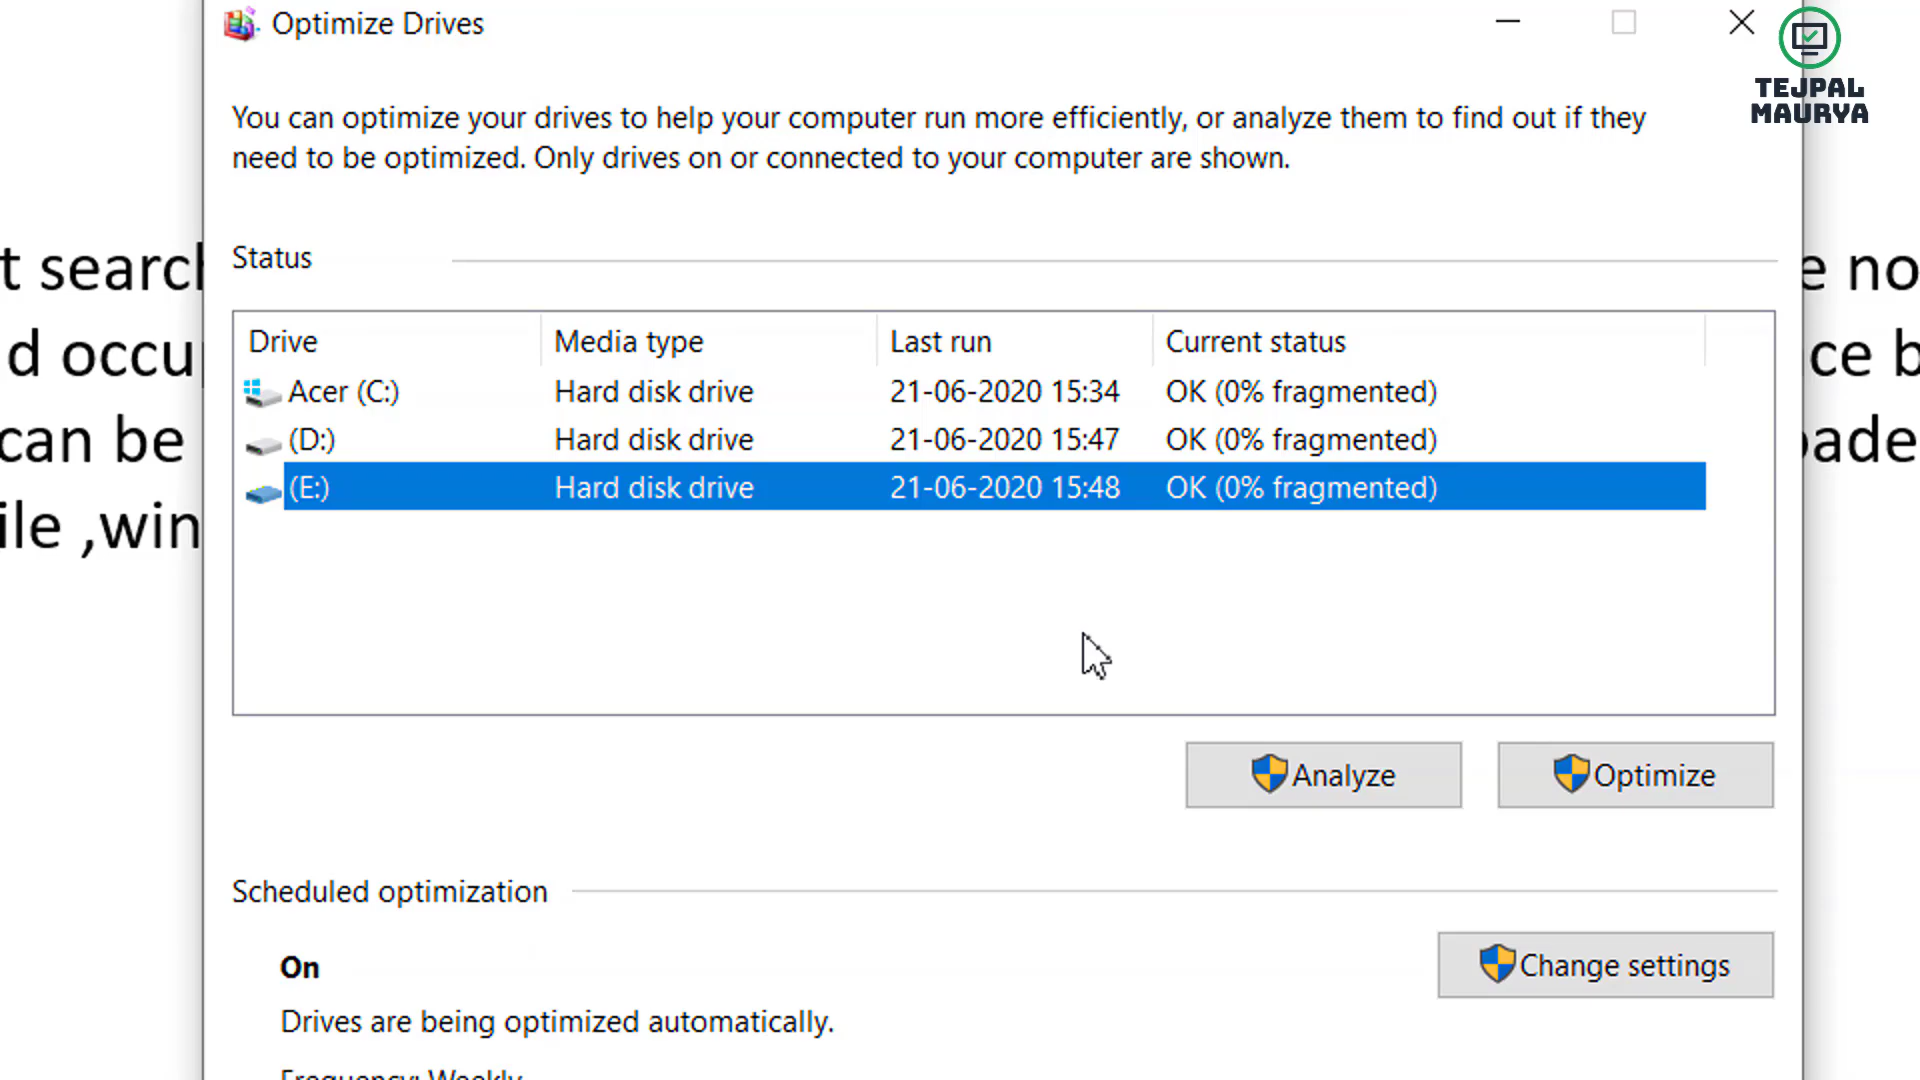 Optimize Drives
TEJPAL
MAURYA
You can optimize your drives to help your computer run more efficiently, or analyze them to find out if they
need to be optimized. Only drives on or connected to your computer are shown.
t search
e no
Status
Drive Media type Last run Current status
d occu
ce b
Acer (C:) Hard disk drive 21-06-2020 15:34 OK (0% fragmented)
can be
ade
(D:) Hard disk drive 21-06-2020 15:47 OK (0% fragmented)
(E:) Hard disk drive 21-06-2020 15:48 OK (0% fragmented)
ile ,win
Analyze Optimize
Scheduled optimization
On
Change settings
Drives are being optimized automatically.
Frequency: Weekly